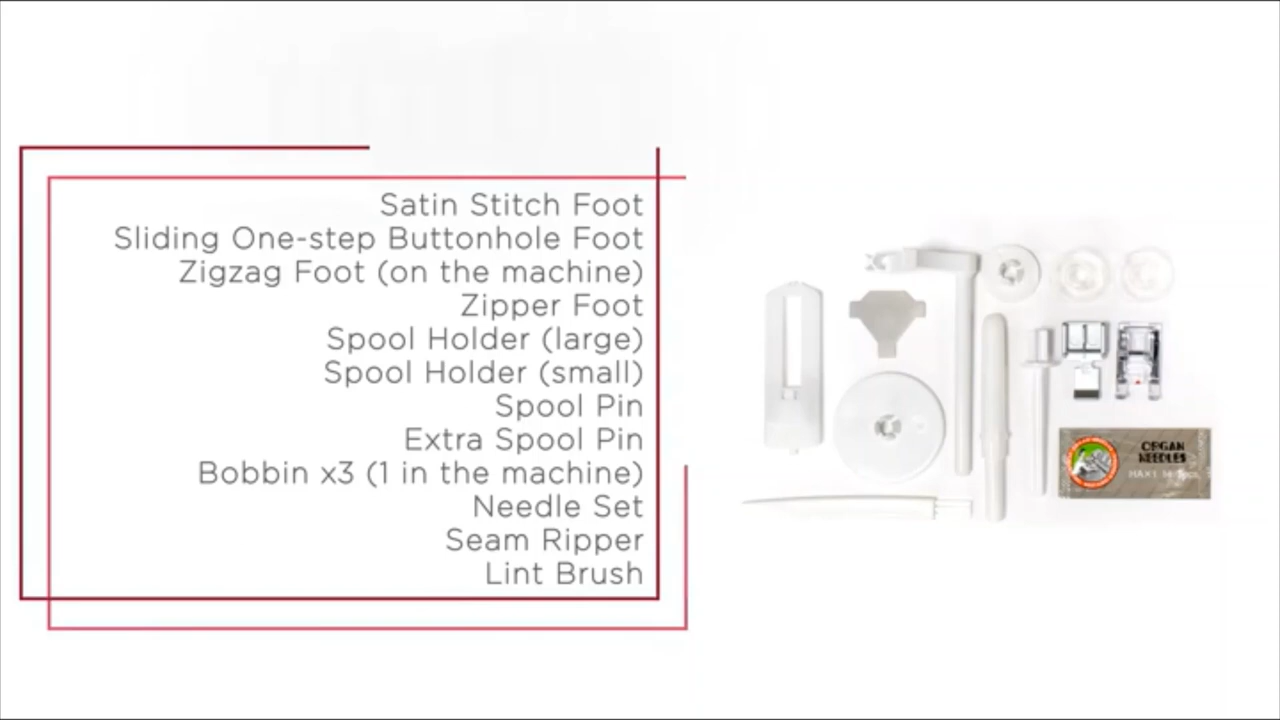 Satin Stitch Foot
Sliding One-step Buttonhole Foot
Zigzag Foot (on the machine)
Zipper Foot
Spool Holder (large)
Spool Holder (small)
Spool Pin
Extra Spool Pin
Bobbin x3 (1 in the machine)
Needle Set
Seam Ripper
Lint Brush
ORGAN
NEEDLES
HAX1